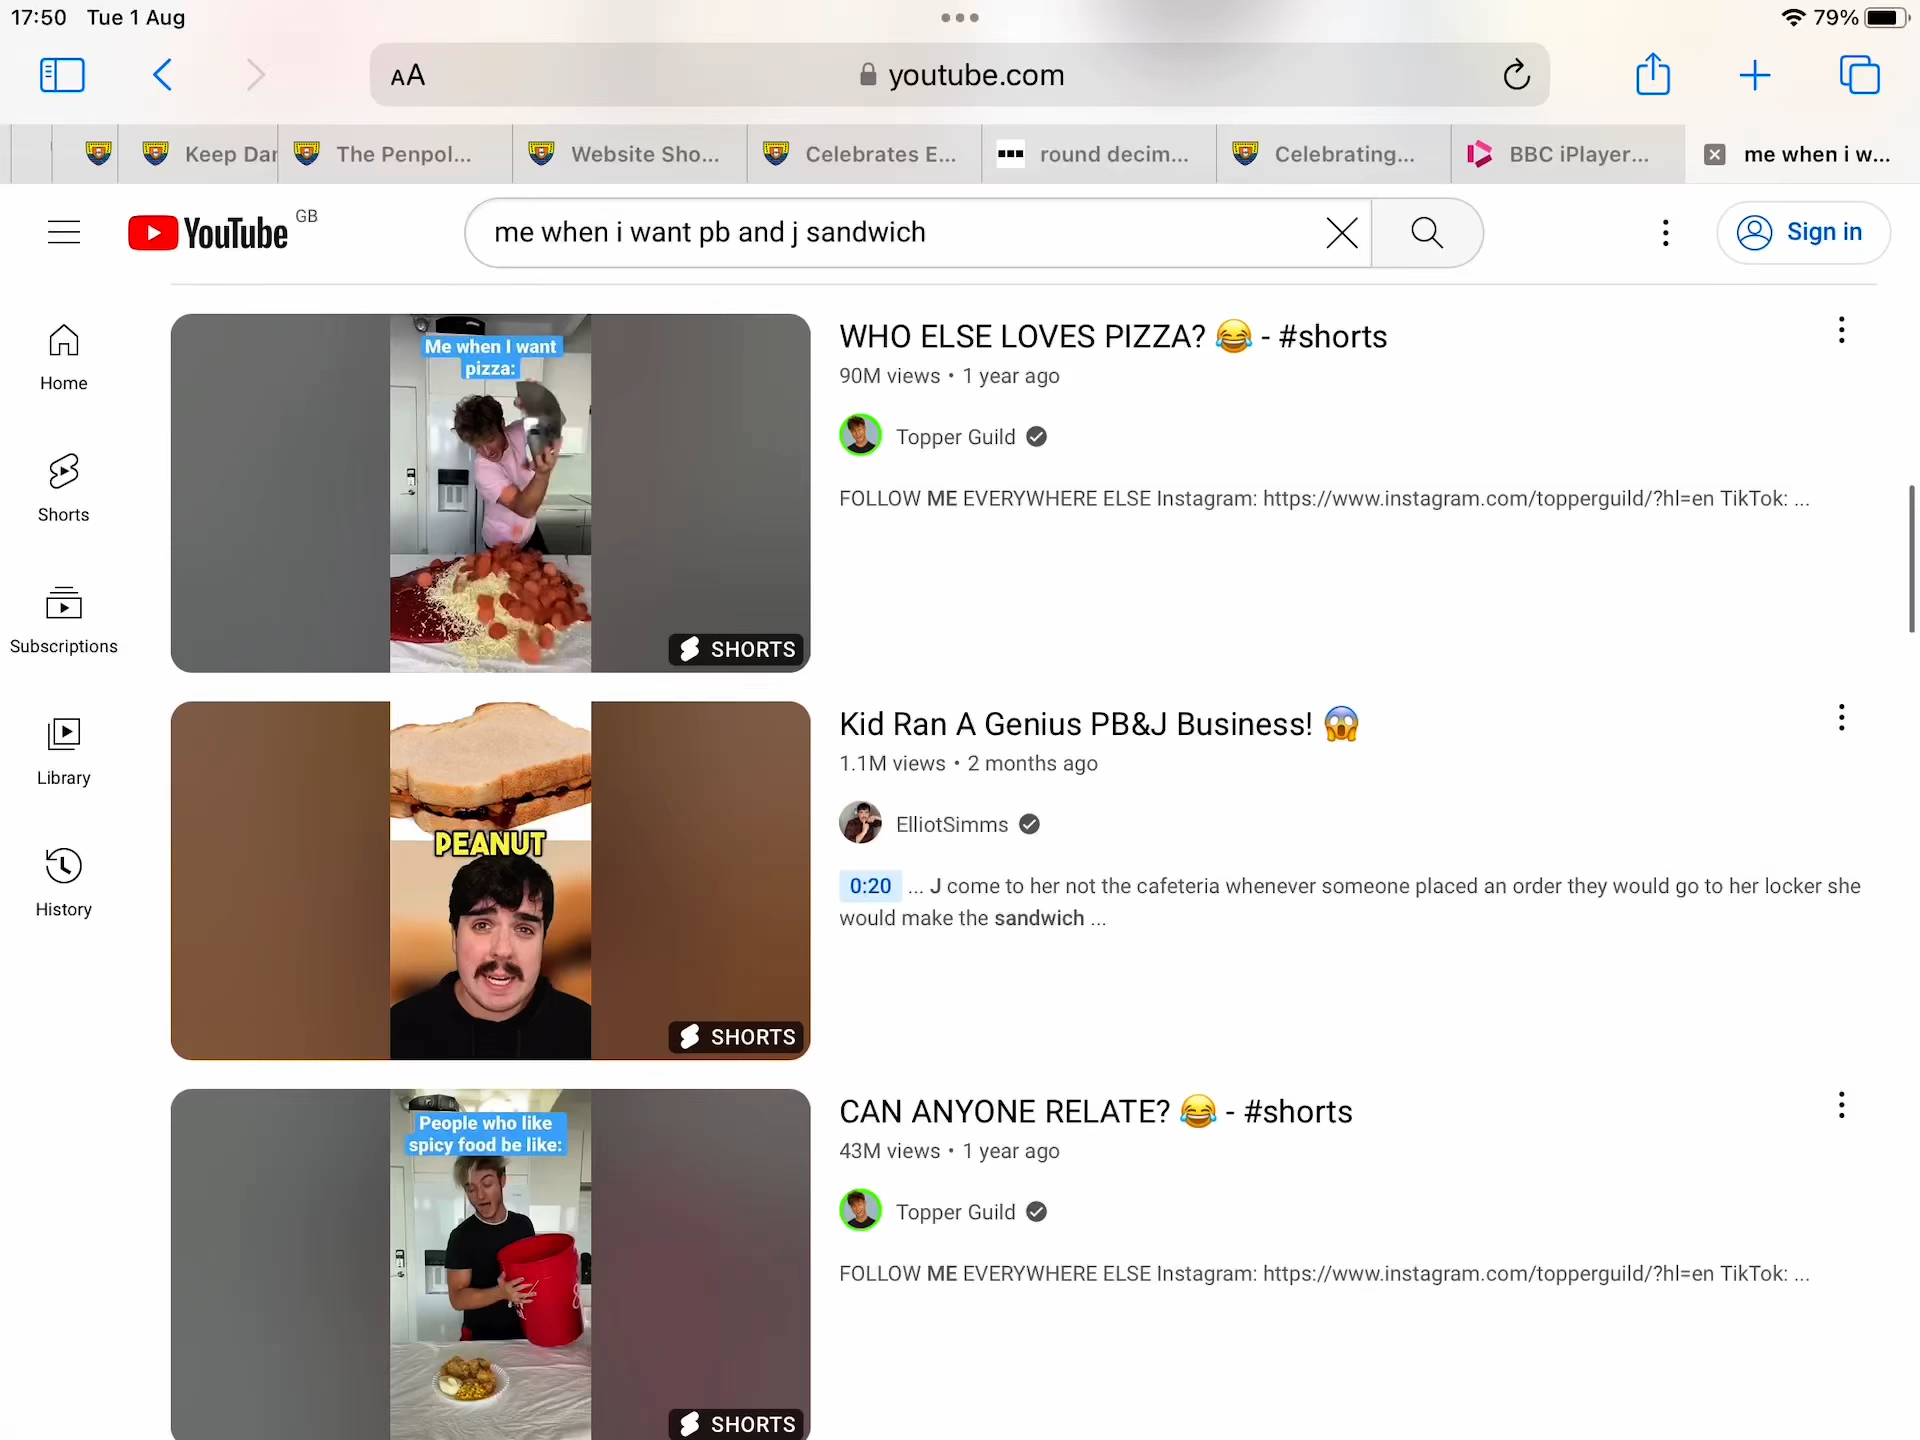 17:50 Tue 1 Aug
79%
AA
youtube.com
Keep Dar
The Penpol...
Website Sho...
Celebrates E...
round decim...
Celebrating...
BBC iPlayer...
me when i w...
YouTube GB
me when i want pb and j sandwich
Sign in
Home
Shorts
Subscriptions
Library
History
Me when I want
pizza:
SHORTS
WHO ELSE LOVES PIZZA? 😂 - #shorts
90M views • 1 year ago
Topper Guild
FOLLOW ME EVERYWHERE ELSE Instagram: https://www.instagram.com/topperguild/?hl=en TikTok: ...
PEANUT
SHORTS
Kid Ran A Genius PB&J Business! 😱
1.1M views • 2 months ago
ElliotSimms
0:20 ... J come to her not the cafeteria whenever someone placed an order they would go to her locker she
would make the sandwich ...
People who like
spicy food be like:
SHORTS
CAN ANYONE RELATE? 😂 - #shorts
43M views • 1 year ago
Topper Guild
FOLLOW ME EVERYWHERE ELSE Instagram: https://www.instagram.com/topperguild/?hl=en TikTok: ...